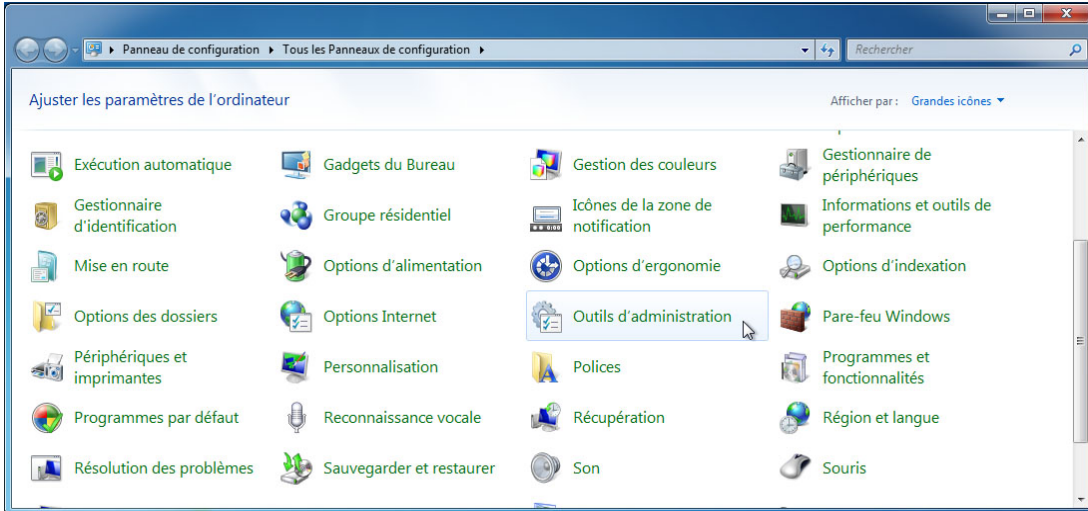 Panneau de configuration Tous les Panneaux de configuration Rechercher
Ajuster les paramètres de l'ordinateur
Afficher par : Grandes icônes
Exécution automatique
Gadgets du Bureau
Gestion des couleurs
Gestionnaire de
périphériques
Gestionnaire
d'identification
Groupe résidentiel
Icônes de la zone de
notification
Informations et outils de
performance
Mise en route
Options d'alimentation
Options d'ergonomie
Options d'indexation
Options des dossiers
Options Internet
Outils d'administration
Pare-feu Windows
Périphériques et
imprimantes
Personnalisation
Polices
Programmes et
fonctionnalités
Programmes par défaut
Reconnaissance vocale
Récupération
Région et langue
Résolution des problèmes
Sauvegarder et restaurer
Son
Souris